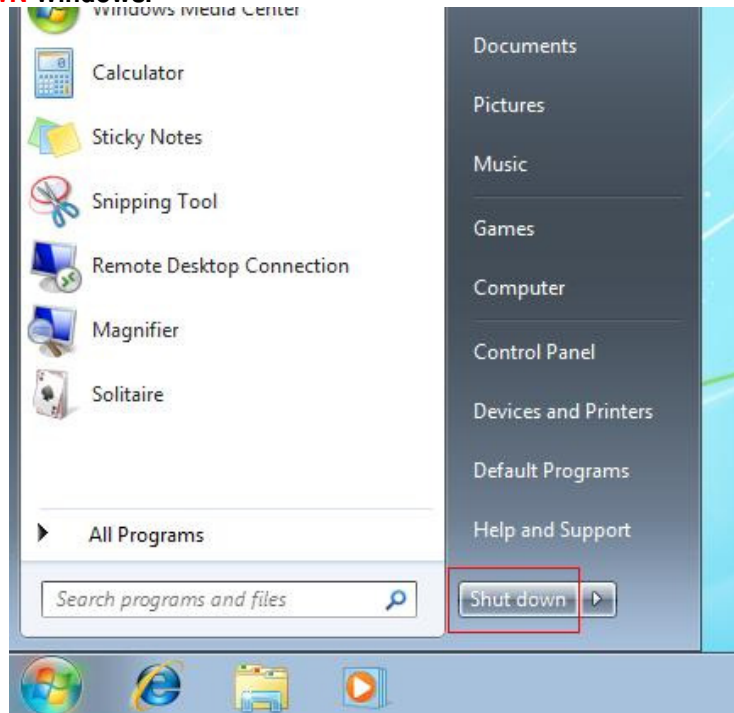 Windows.
Windows Media Center
Calculator
Sticky Notes
Snipping Tool
Remote Desktop Connection
Magnifier
Solitaire
All Programs
Search programs and files
Documents
Pictures
Music
Games
Computer
Control Panel
Devices and Printers
Default Programs
Help and Support
Shut down